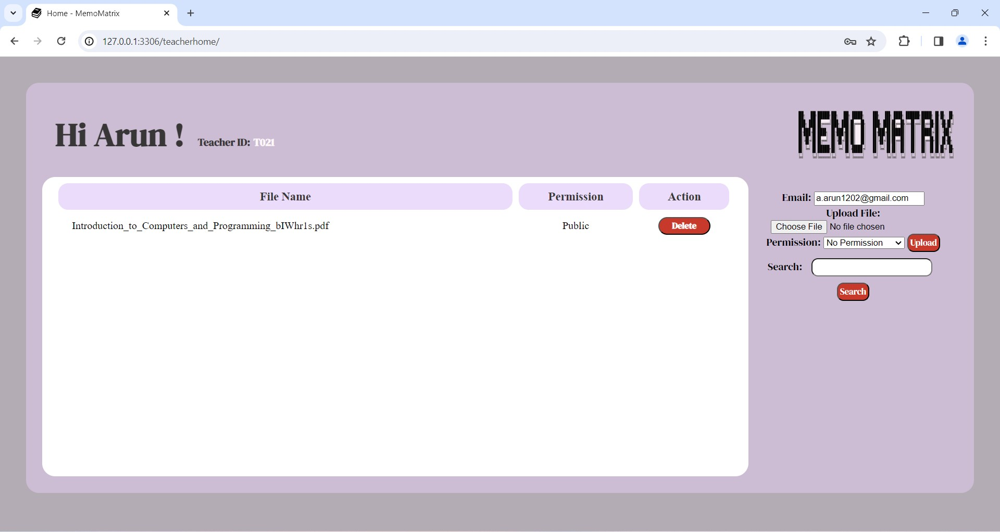 Home - MemoMatrix
127.0.0.1:3306/teacherhome/
Hi Arun !
Teacher ID: T021
MEMO MATRIX
File Name Permission Action
Introduction_to_Computers_and_Programming_bIWhr1s.pdf Public Delete
Email: a.arun1202@gmail.com
Upload File:
Choose File No file chosen
Permission: No Permission Upload
Search:
Search